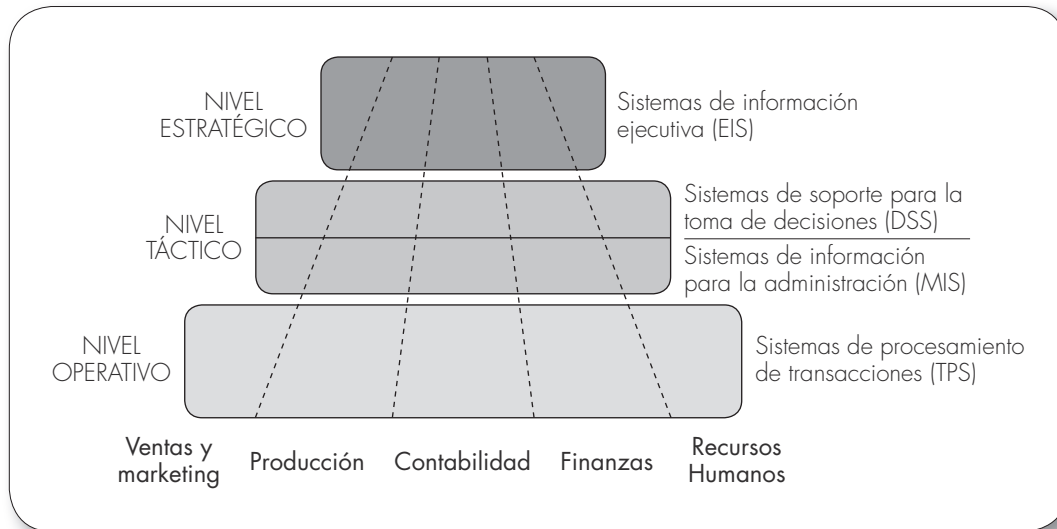 NIVEL
ESTRATÉGICO
Sistemas de información
ejecutiva (EIS)
NIVEL
TÁCTICO
Sistemas de soporte para la
toma de decisiones (DSS)
Sistemas de información
para la administración (MIS)
NIVEL
OPERATIVO
Sistemas de procesamiento
de transacciones (TPS)
Ventas y
marketing
Producción
Contabilidad
Finanzas
Recursos
Humanos